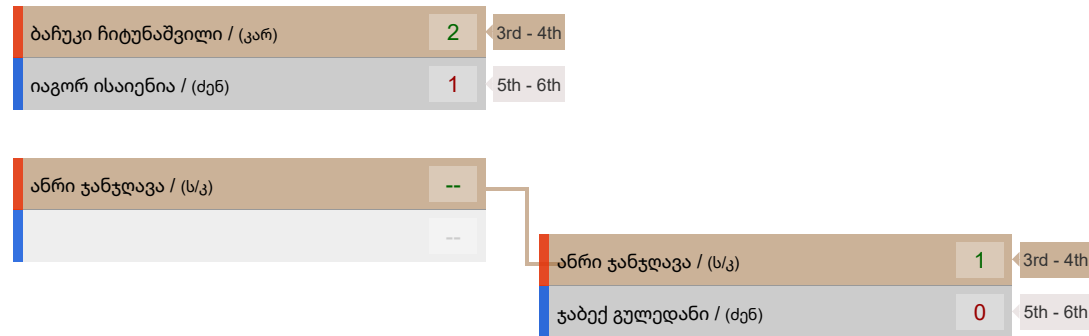 ბაჩუკი ჩიტუნაშვილი / (კარ) 2 3rd - 4th
იაგორ ისაიენია / (ძენ) 1 5th - 6th
ანრი ჯანჯღავა / (ს/კ) --
--
ანრი ჯანჯღავა / (ს/კ) 1 3rd - 4th
ჯაბექ გულედანი / (ძენ) 0 5th - 6th